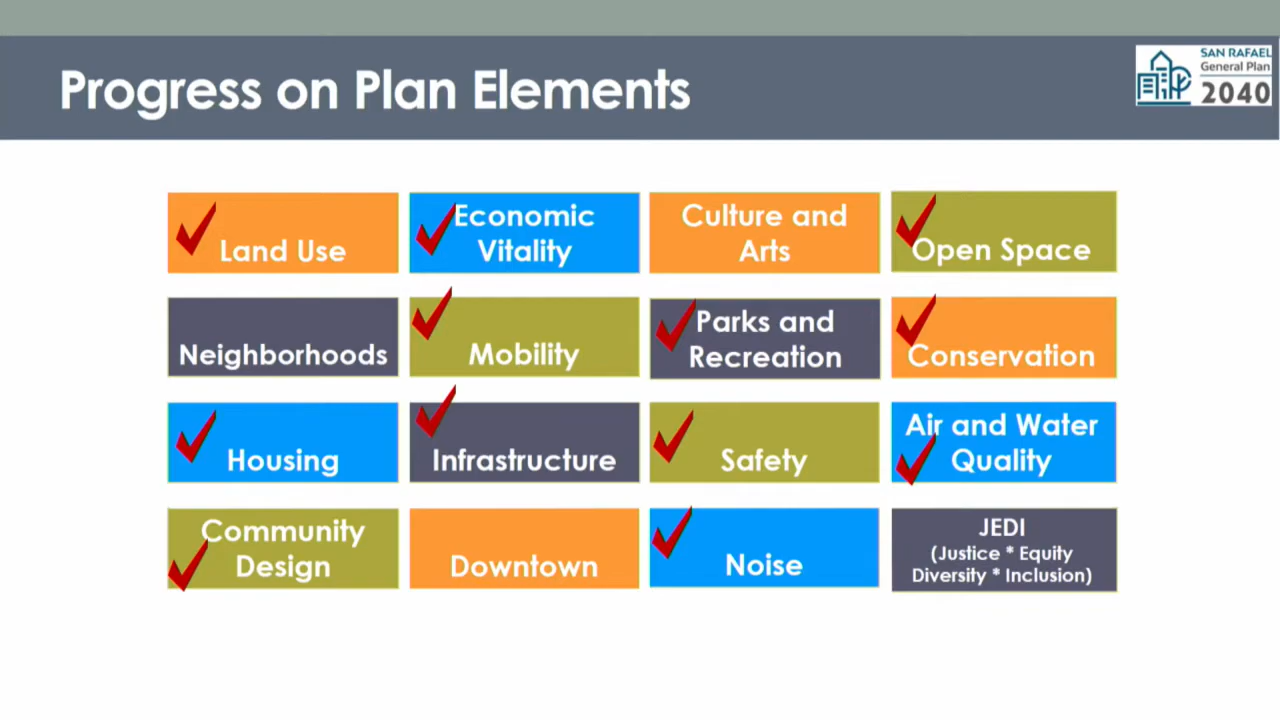 Progress on Plan Elements
SAN RAFAEL
General Plan
2040
Land Use
Economic
Vitality
Culture and
Arts
Open Space
Neighborhoods
Mobility
Parks and
Recreation
Conservation
Housing
Infrastructure
Safety
Air and Water
Quality
Community
Design
Downtown
Noise
JEDI
(Justice * Equity
Diversity * Inclusion)